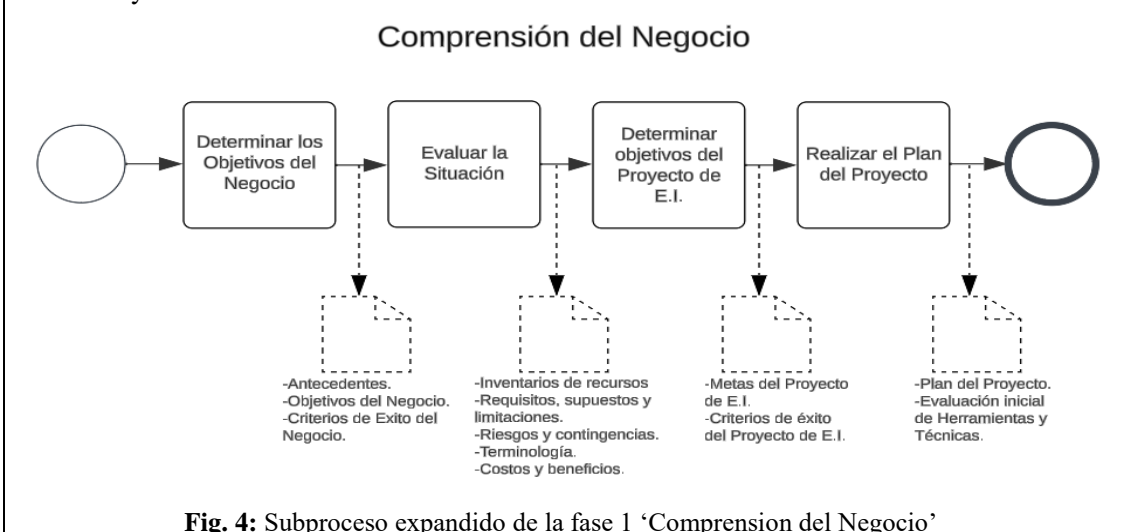 Comprensión del Negocio
Determinar los
Objetivos del
Negocio
Evaluar la
Situación
Determinar
objetivos del
Proyecto de
E.I.
Realizar el Plan
del Proyecto
-Antecedentes.
-Objetivos del Negocio.
-Criterios de Exito del
Negocio.
-Inventarios de recursos
-Requisitos, supuestos y
limitaciones.
-Riesgos y contingencias.
-Terminología.
-Costos y beneficios.
-Metas del Proyecto
de E.I.
-Criterios de éxito
del Proyecto de E.I.
-Plan del Proyecto.
-Evaluación inicial
de Herramientas y
Técnicas.
Fig. 4: Subproceso expandido de la fase 1 ‘Comprension del Negocio’